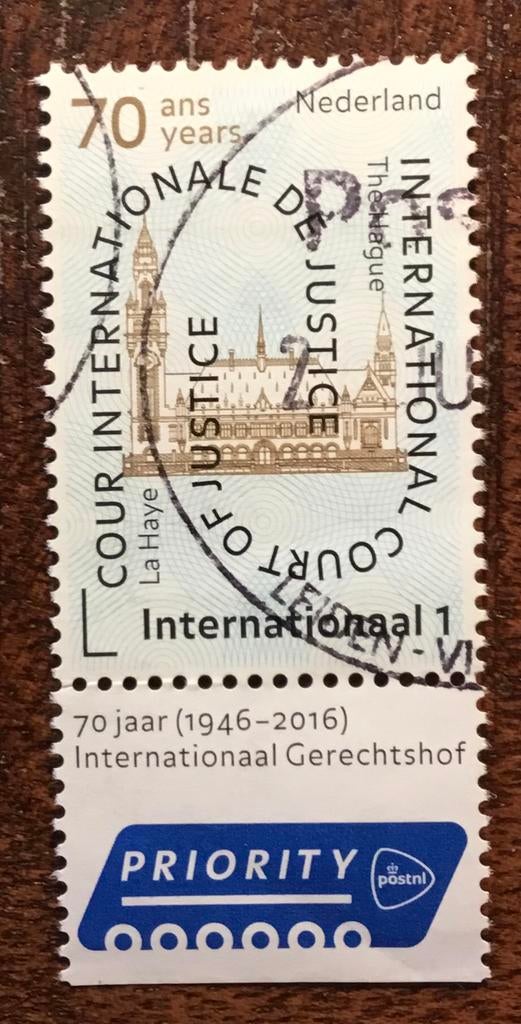 70 ans
years
Nederland
COUR INTERNATIONALE DE JUSTICE
La Haye
INTERNATIONAL COURT OF JUSTICE
The Hague
Internationaal 1
LEIDEN - VI
70 jaar (1946–2016)
Internationaal Gerechtshof
PRIORITY
postnl